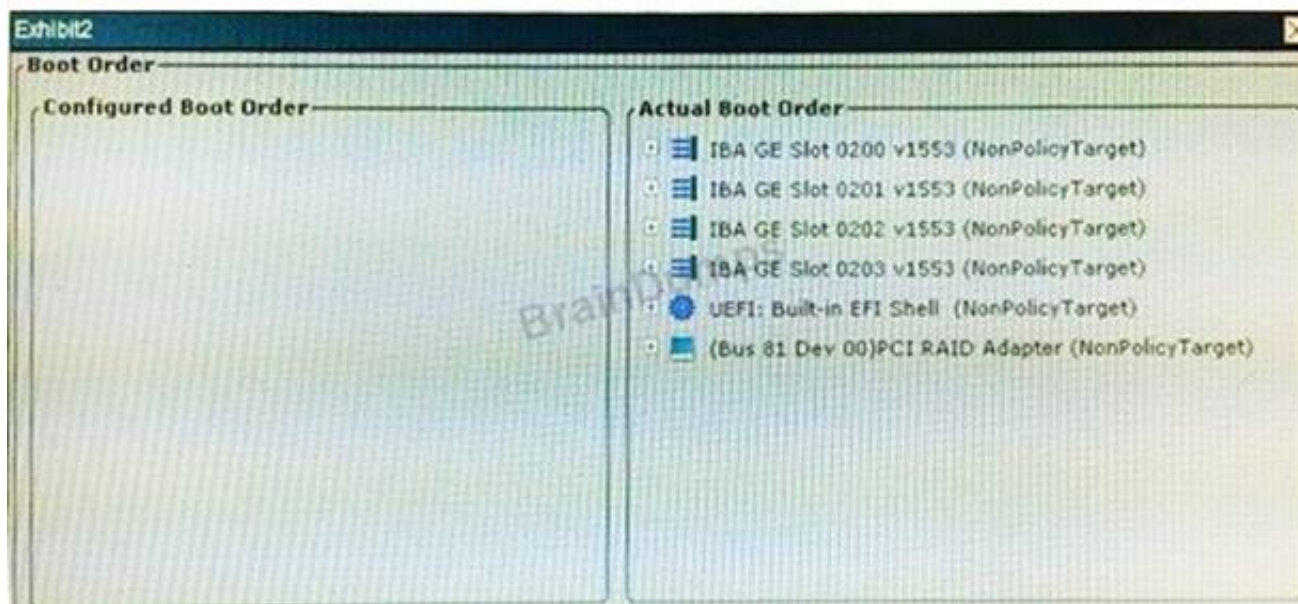 Exhibit2
Boot Order
Configured Boot Order
Actual Boot Order
IBA GE Slot 0200 v1553 (NonPolicyTarget)
IBA GE Slot 0201 v1553 (NonPolicyTarget)
IBA GE Slot 0202 v1553 (NonPolicyTarget)
IBA GE Slot 0203 v1553 (NonPolicyTarget)
UEFI: Built-in EFI Shell (NonPolicyTarget)
(Bus 81 Dev 00)PCI RAID Adapter (NonPolicyTarget)
BrainDumps